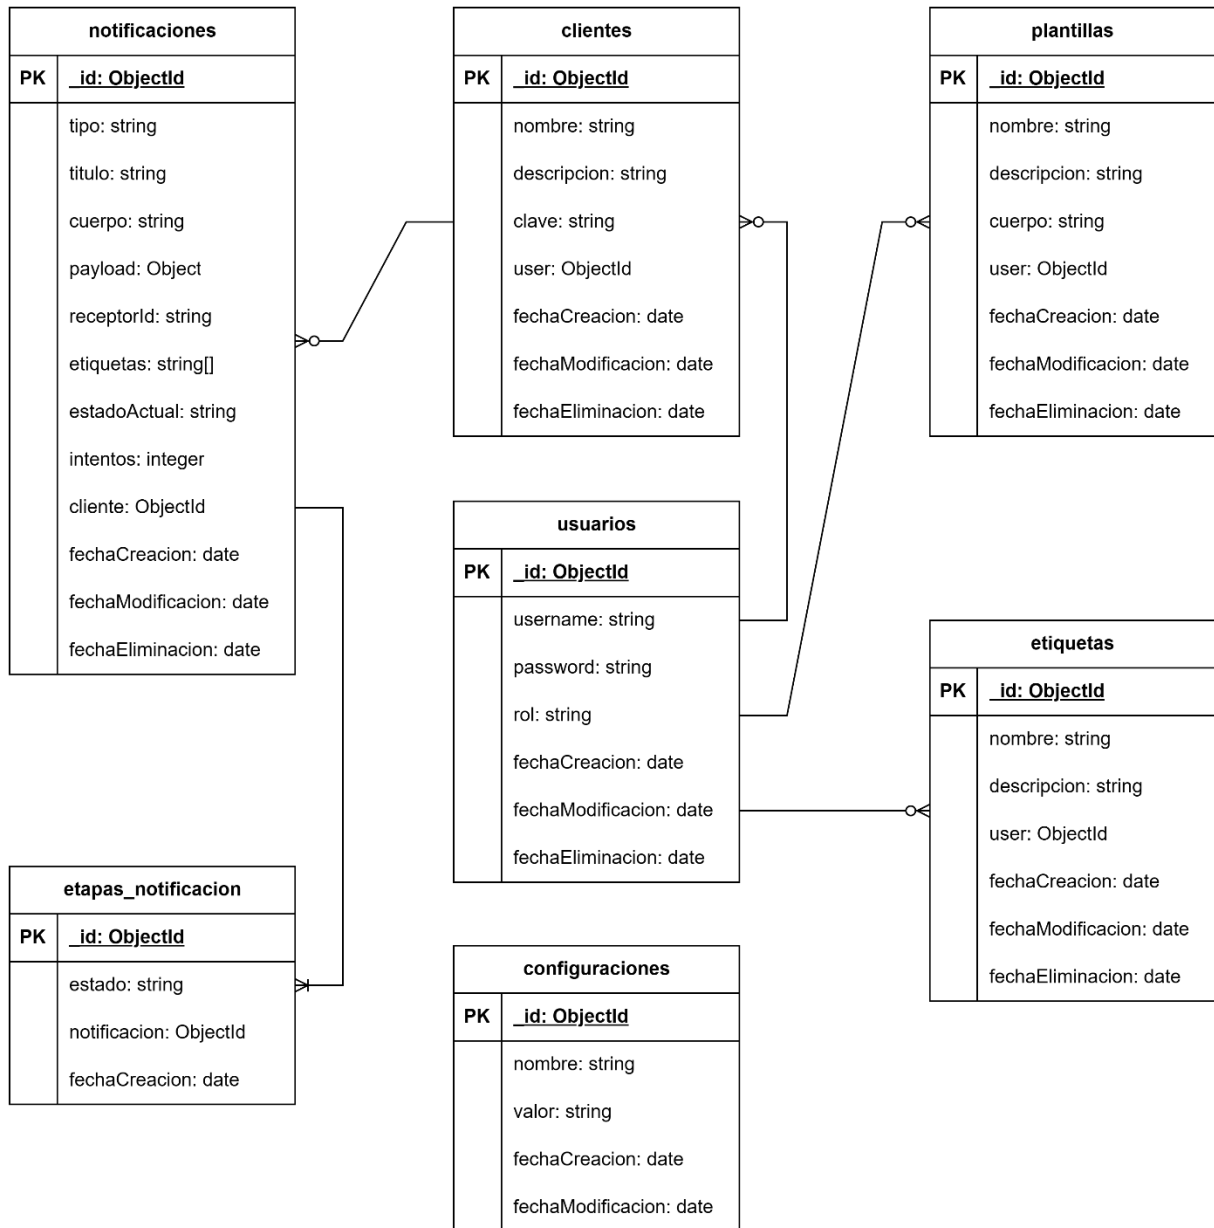 notificaciones
PK _id: ObjectId
tipo: string
titulo: string
cuerpo: string
payload: Object
receptorId: string
etiquetas: string[]
estadoActual: string
intentos: integer
cliente: ObjectId
fechaCreacion: date
fechaModificacion: date
fechaEliminacion: date
clientes
PK _id: ObjectId
nombre: string
descripcion: string
clave: string
user: ObjectId
fechaCreacion: date
fechaModificacion: date
fechaEliminacion: date
plantillas
PK _id: ObjectId
nombre: string
descripcion: string
cuerpo: string
user: ObjectId
fechaCreacion: date
fechaModificacion: date
fechaEliminacion: date
usuarios
PK _id: ObjectId
username: string
password: string
rol: string
fechaCreacion: date
fechaModificacion: date
fechaEliminacion: date
etiquetas
PK _id: ObjectId
nombre: string
descripcion: string
user: ObjectId
fechaCreacion: date
fechaModificacion: date
fechaEliminacion: date
etapas_notificacion
PK _id: ObjectId
estado: string
notificacion: ObjectId
fechaCreacion: date
configuraciones
PK _id: ObjectId
nombre: string
valor: string
fechaCreacion: date
fechaModificacion: date